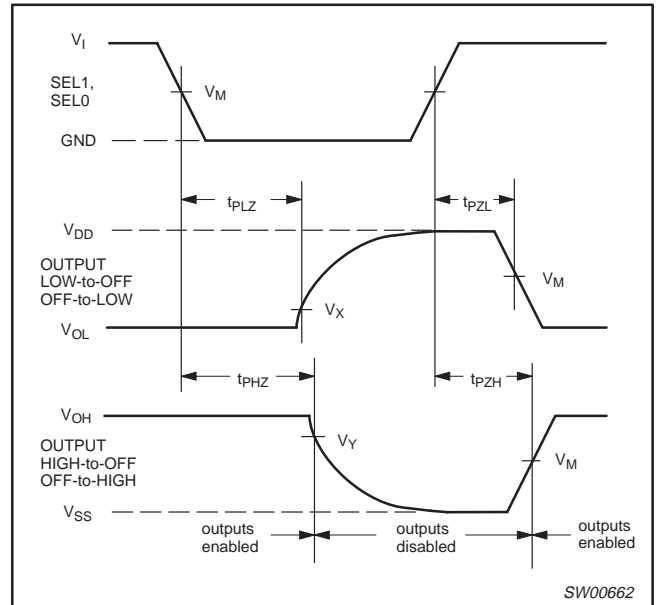 VI
SEL1,
SEL0
VM
GND
tPLZ
tPZL
VDD
OUTPUT
LOW-to-OFF
OFF-to-LOW
VM
VX
VOL
tPHZ
tPZH
VOH
OUTPUT
HIGH-to-OFF
OFF-to-HIGH
VY
VM
VSS
outputs
enabled
outputs
disabled
outputs
enabled
SW00662